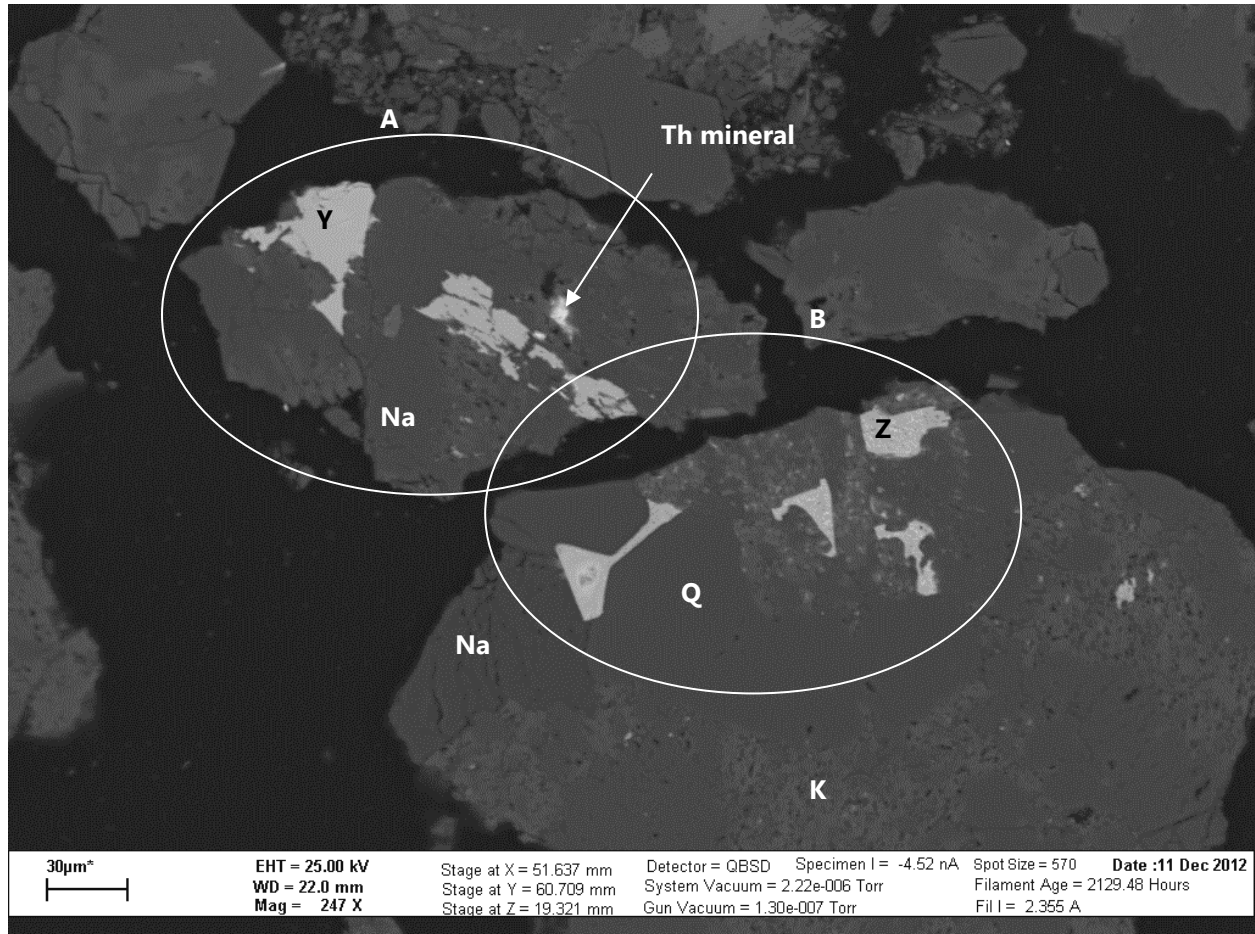 A
Th mineral
Y
B
Na
Z
Q
Na
K
30µm*
EHT = 25.00 kV
WD = 22.0 mm
Mag = 247 X
Stage at X = 51.637 mm
Stage at Y = 60.709 mm
Stage at Z = 19.321 mm
Detector = QBSD
Specimen I = -4.52 nA
Spot Size = 570
Date :11 Dec 2012
System Vacuum = 2.22e-006 Torr
Filament Age = 2129.48 Hours
Gun Vacuum = 1.30e-007 Torr
Fil I = 2.355 A